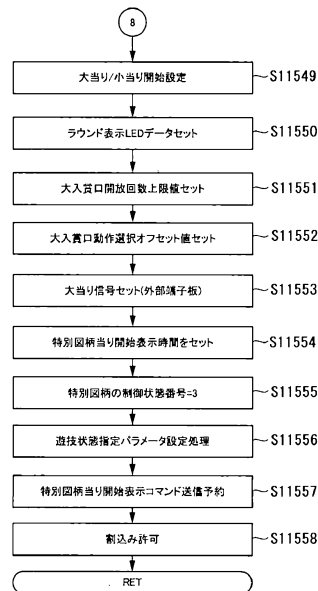 8
大当り/小当り開始設定
S11549
ラウンド表示LEDデータセット
S11550
大入賞口開放回数上限値セット
S11551
大入賞口動作選択オフセット値セット
S11552
大当り信号セット(外部端子板)
S11553
特別図柄当り開始表示時間をセット
S11554
特別図柄の制御状態番号=3
S11555
遊技状態指定パラメータ設定処理
S11556
特別図柄当り開始表示コマンド送信予約
S11557
割込み許可
S11558
RET